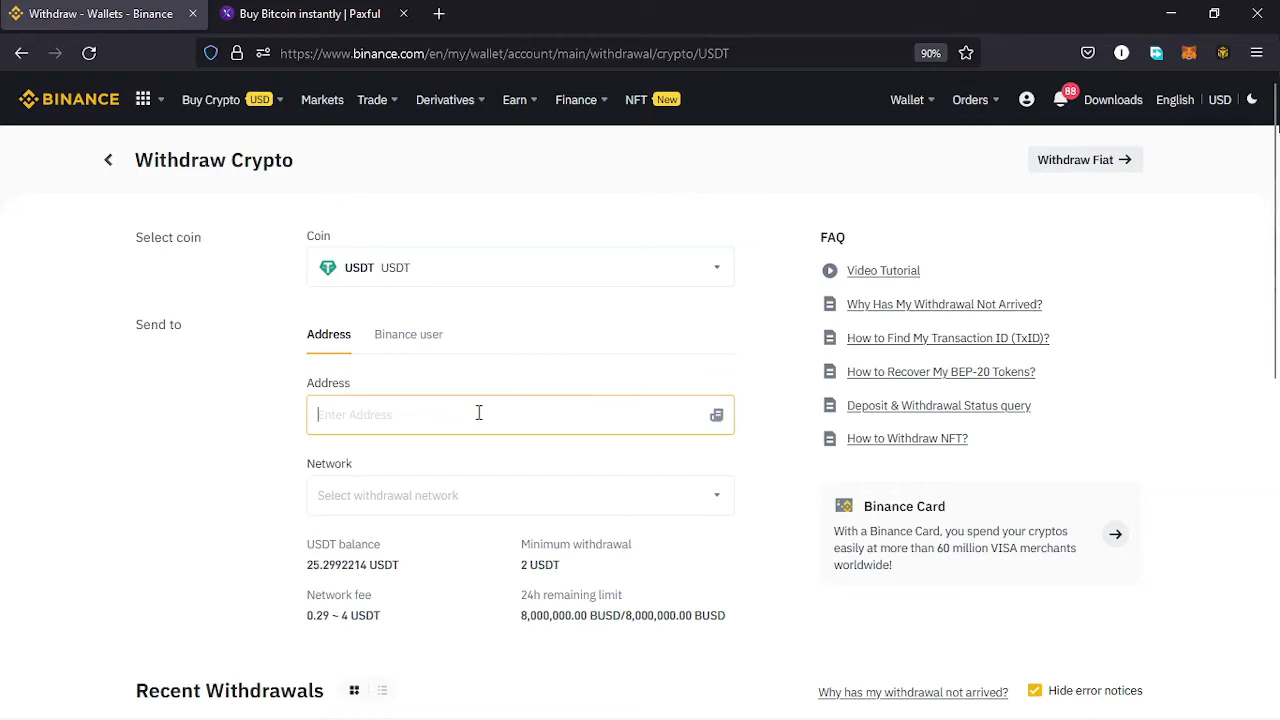 Withdraw - Wallets - Binance
Buy Bitcoin instantly | Paxful
https://www.binance.com/en/my/wallet/account/main/withdrawal/crypto/USDT
90%
BINANCE
Buy Crypto USD
Markets
Trade
Derivatives
Earn
Finance
NFT New
Wallet
Orders
88
Downloads
English
USD
Withdraw Crypto
Withdraw Fiat
Select coin
Coin
USDT USDT
Send to
Address
Binance user
Address
Enter Address
Network
Select withdrawal network
USDT balance
25.2992214 USDT
Minimum withdrawal
2 USDT
Network fee
0.29 ~ 4 USDT
24h remaining limit
8,000,000.00 BUSD/8,000,000.00 BUSD
FAQ
Video Tutorial
Why Has My Withdrawal Not Arrived?
How to Find My Transaction ID (TxID)?
How to Recover My BEP-20 Tokens?
Deposit & Withdrawal Status query
How to Withdraw NFT?
Binance Card
With a Binance Card, you spend your cryptos
easily at more than 60 million VISA merchants
worldwide!
Recent Withdrawals
Why has my withdrawal not arrived?
Hide error notices